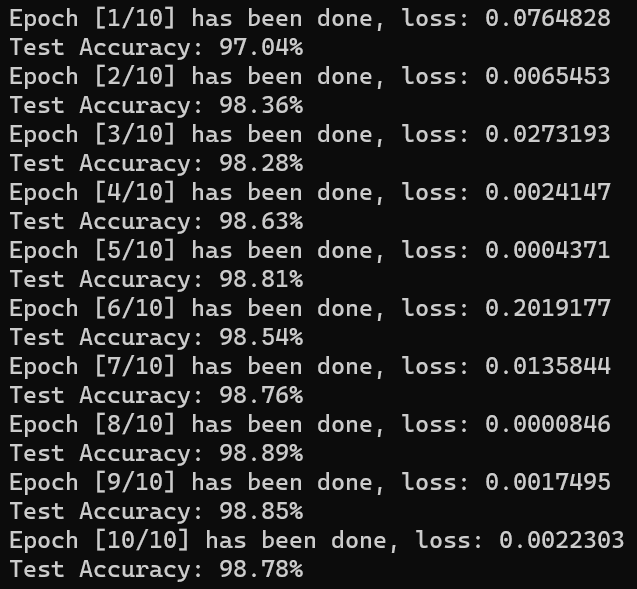 Epoch [1/10] has been done, loss: 0.0764828
Test Accuracy: 97.04%
Epoch [2/10] has been done, loss: 0.0065453
Test Accuracy: 98.36%
Epoch [3/10] has been done, loss: 0.0273193
Test Accuracy: 98.28%
Epoch [4/10] has been done, loss: 0.0024147
Test Accuracy: 98.63%
Epoch [5/10] has been done, loss: 0.0004371
Test Accuracy: 98.81%
Epoch [6/10] has been done, loss: 0.2019177
Test Accuracy: 98.54%
Epoch [7/10] has been done, loss: 0.0135844
Test Accuracy: 98.76%
Epoch [8/10] has been done, loss: 0.0000846
Test Accuracy: 98.89%
Epoch [9/10] has been done, loss: 0.0017495
Test Accuracy: 98.85%
Epoch [10/10] has been done, loss: 0.0022303
Test Accuracy: 98.78%